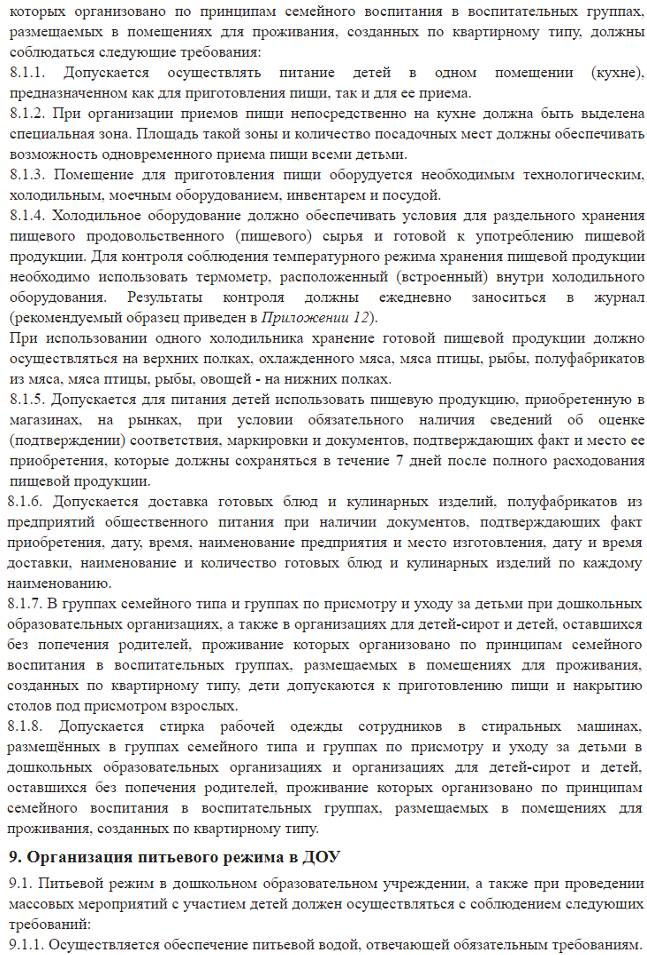 которых организовано по принципам семейного воспитания в воспитательных группах,
размещаемых в помещениях для проживания, созданных по квартирному типу, должны
соблюдаться следующие требования:
8.1.1. Допускается осуществлять питание детей в одном помещении (кухне),
предназначенном как для приготовления пищи, так и для ее приема.
8.1.2. При организации приемов пищи непосредственно на кухне должна быть выделена
специальная зона. Площадь такой зоны и количество посадочных мест должны обеспечивать
возможность одновременного приема пищи всеми детьми.
8.1.3. Помещение для приготовления пищи оборудуется необходимым технологическим,
холодильным, моечным оборудованием, инвентарем и посудой.
8.1.4. Холодильное оборудование должно обеспечивать условия для раздельного хранения
пищевого продовольственного (пищевого) сырья и готовой к употреблению пищевой
продукции. Для контроля соблюдения температурного режима хранения пищевой продукции
необходимо использовать термометр, расположенный (встроенный) внутри холодильного
оборудования. Результаты контроля должны ежедневно заноситься в журнал
(рекомендуемый образец приведен в Приложении 12).
При использовании одного холодильника хранение готовой пищевой продукции должно
осуществляться на верхних полках, охлажденного мяса, мяса птицы, рыбы, полуфабрикатов
из мяса, мяса птицы, рыбы, овощей - на нижних полках.
8.1.5. Допускается для питания детей использовать пищевую продукцию, приобретенную в
магазинах, на рынках, при условии обязательного наличия сведений об оценке
(подтверждении) соответствия, маркировки и документов, подтверждающих факт и место ее
приобретения, которые должны сохраняться в течение 7 дней после полного расходования
пищевой продукции.
8.1.6. Допускается доставка готовых блюд и кулинарных изделий, полуфабрикатов из
предприятий общественного питания при наличии документов, подтверждающих факт
приобретения, дату, время, наименование предприятия и место изготовления, дату и время
доставки, наименование и количество готовых блюд и кулинарных изделий по каждому
наименованию.
8.1.7. В группах семейного типа и группах по присмотру и уходу за детьми при дошкольных
образовательных организациях, а также в организациях для детей-сирот и детей, оставшихся
без попечения родителей, проживание которых организовано по принципам семейного
воспитания в воспитательных группах, размещаемых в помещениях для проживания,
созданных по квартирному типу, дети допускаются к приготовлению пищи и накрытию
столов под присмотром взрослых.
8.1.8. Допускается стирка рабочей одежды сотрудников в стиральных машинах,
размещённых в группах семейного типа и группах по присмотру и уходу за детьми в
дошкольных образовательных организациях и организациях для детей-сирот и детей,
оставшихся без попечения родителей, проживание которых организовано по принципам
семейного воспитания в воспитательных группах, размещаемых в помещениях для
проживания, созданных по квартирному типу.
9. Организация питьевого режима в ДОУ
9.1. Питьевой режим в дошкольном образовательном учреждении, а также при проведении
массовых мероприятий с участием детей должен осуществляться с соблюдением следующих
требований:
9.1.1. Осуществляется обеспечение питьевой водой, отвечающей обязательным требованиям.